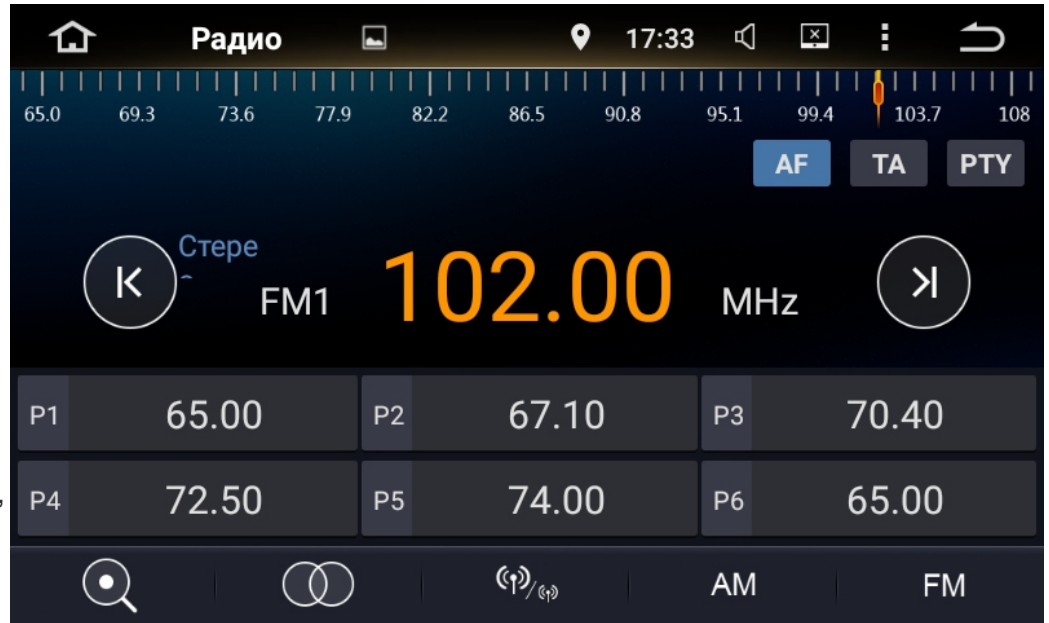 Радио 17:33
65.0 69.3 73.6 77.9 82.2 86.5 90.8 95.1 99.4 103.7 108
AF TA PTY
Стере
FM1 102.00 MHz
P1 65.00 P2 67.10 P3 70.40
P4 72.50 P5 74.00 P6 65.00
AM FM